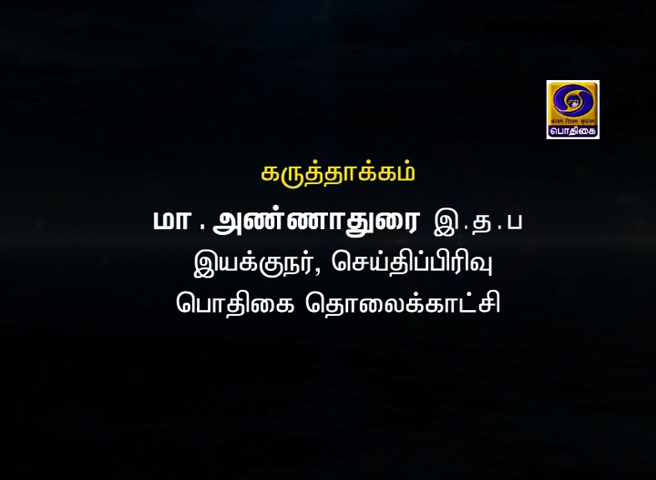 பொதிகை
கருத்தாக்கம்
மா . அண்ணாதுரை இ.த.ப
இயக்குநர், செய்திப்பிரிவு
பொதிகை தொலைக்காட்சி